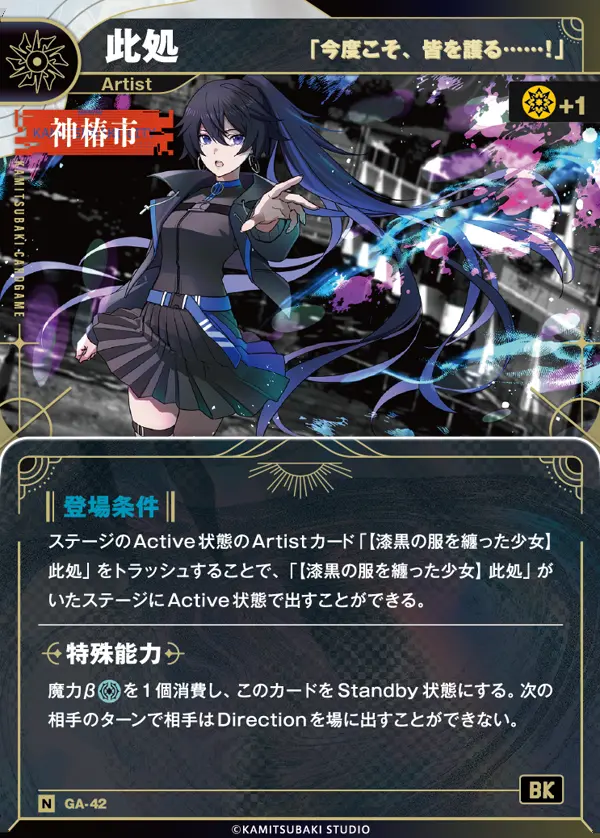 此処
「今度こそ、皆を護る……!」
Artist
+1
神椿市
KAMITSUBAKI CARDGAME
登場条件
ステージのActive状態のArtistカード「【漆黒の服を纏った少女】
此処」をトラッシュすることで、「【漆黒の服を纏った少女】此処」が
いたステージにActive状態で出すことができる。
特殊能力
魔力βを1個消費し、このカードをStandby状態にする。次の
相手のターンで相手はDirectionを場に出すことができない。
BK
N GA-42
©KAMITSUBAKI STUDIO